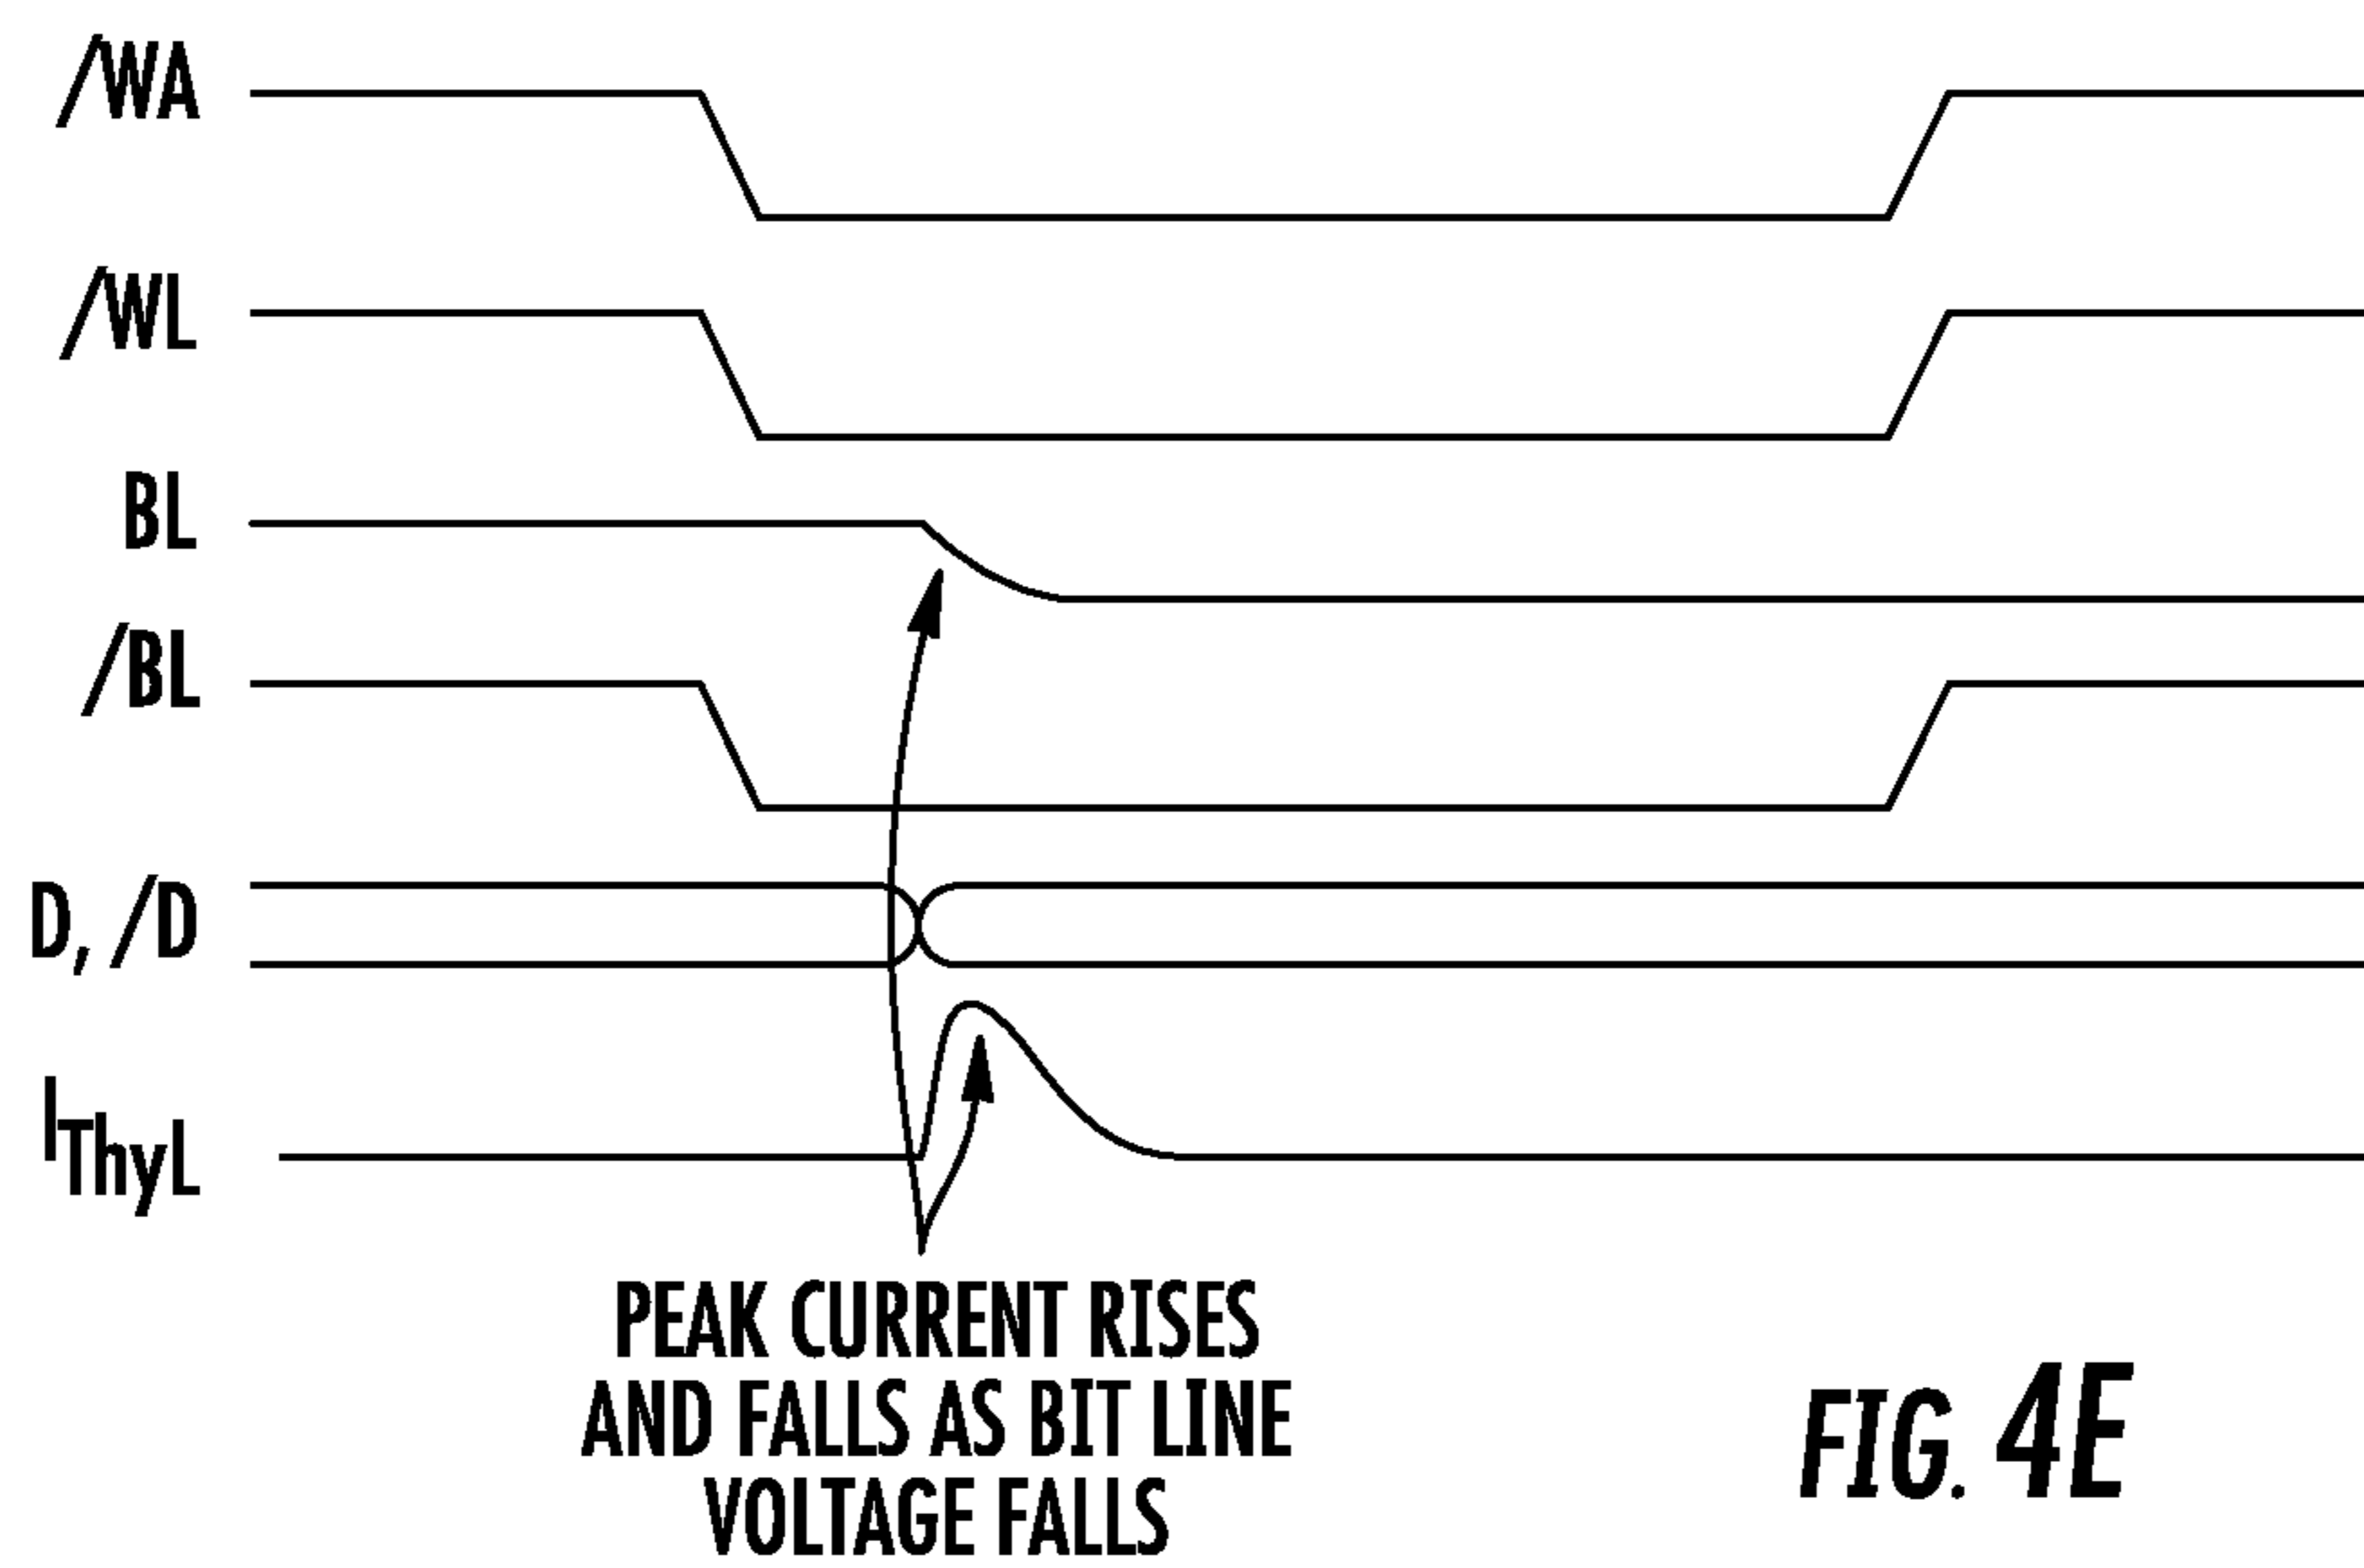 /WA
/WL
BL
/BL
D, /D
IThyL
PEAK CURRENT RISES
AND FALLS AS BIT LINE
VOLTAGE FALLS
FIG. 4E